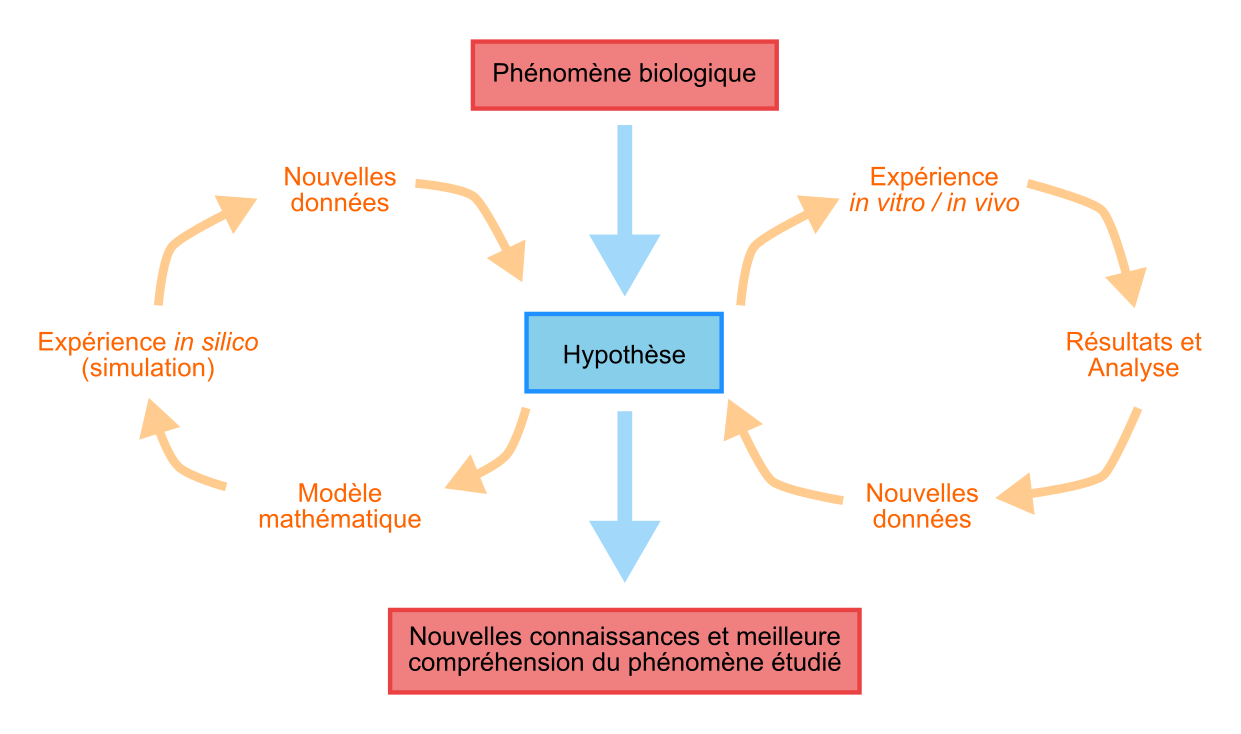 Phénomène biologique
Nouvelles
données
Expérience
in vitro / in vivo
Expérience in silico
(simulation)
Hypothèse
Résultats et
Analyse
Modèle
mathématique
Nouvelles
données
Nouvelles connaissances et meilleure
compréhension du phénomène étudié